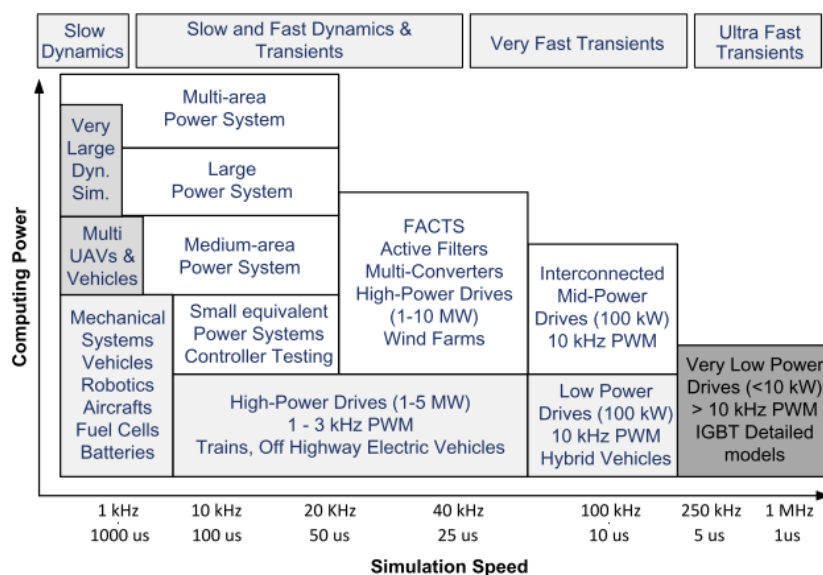 Slow
Dynamics
Slow and Fast Dynamics &
Transients
Very Fast Transients
Ultra Fast
Transients
Computing Power
Multi-area
Power System
Very
Large
Dyn.
Sim.
Large
Power System
Multi
UAVs &
Vehicles
Medium-area
Power System
FACTS
Active Filters
Multi-Converters
High-Power Drives
(1-10 MW)
Wind Farms
Interconnected
Mid-Power
Drives (100 kW)
10 kHz PWM
Mechanical
Systems
Vehicles
Robotics
Aircrafts
Fuel Cells
Batteries
Small equivalent
Power Systems
Controller Testing
High-Power Drives (1-5 MW)
1 - 3 kHz PWM
Trains, Off Highway Electric Vehicles
Low Power
Drives (100 kW)
10 kHz PWM
Hybrid Vehicles
Very Low Power
Drives (<10 kW)
> 10 kHz PWM
IGBT Detailed
models
1 kHz 10 kHz 20 KHz 40 kHz 100 kHz 250 kHz 1 MHz
1000 us 100 us 50 us 25 us 10 us 5 us 1us
Simulation Speed